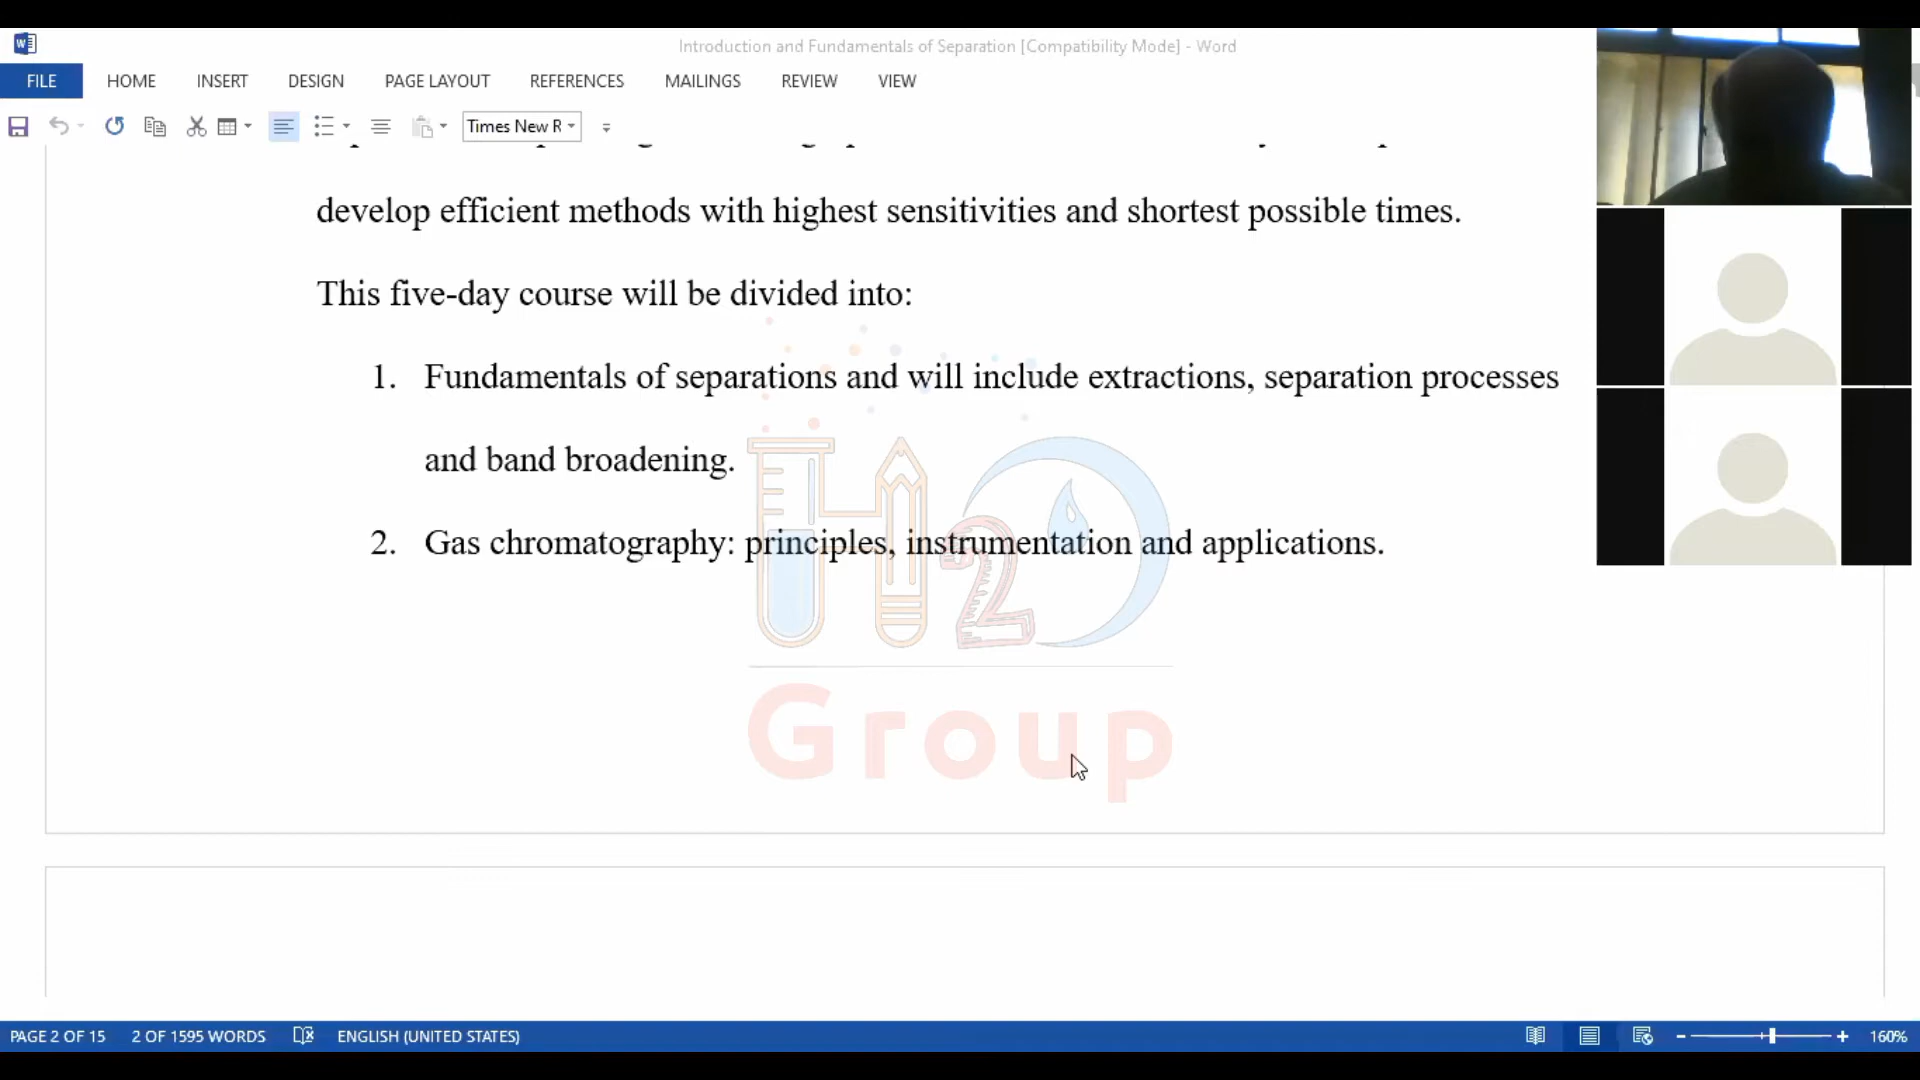 Introduction and Fundamentals of Separation [Compatibility Mode] - Word
FILE HOME INSERT DESIGN PAGE LAYOUT REFERENCES MAILINGS REVIEW VIEW
Times New R
develop efficient methods with highest sensitivities and shortest possible times.
This five-day course will be divided into:
1. Fundamentals of separations and will include extractions, separation processes
and band broadening.
2. Gas chromatography: principles, instrumentation and applications.
H2O
Group
PAGE 2 OF 15 2 OF 1595 WORDS ENGLISH (UNITED STATES) 160%